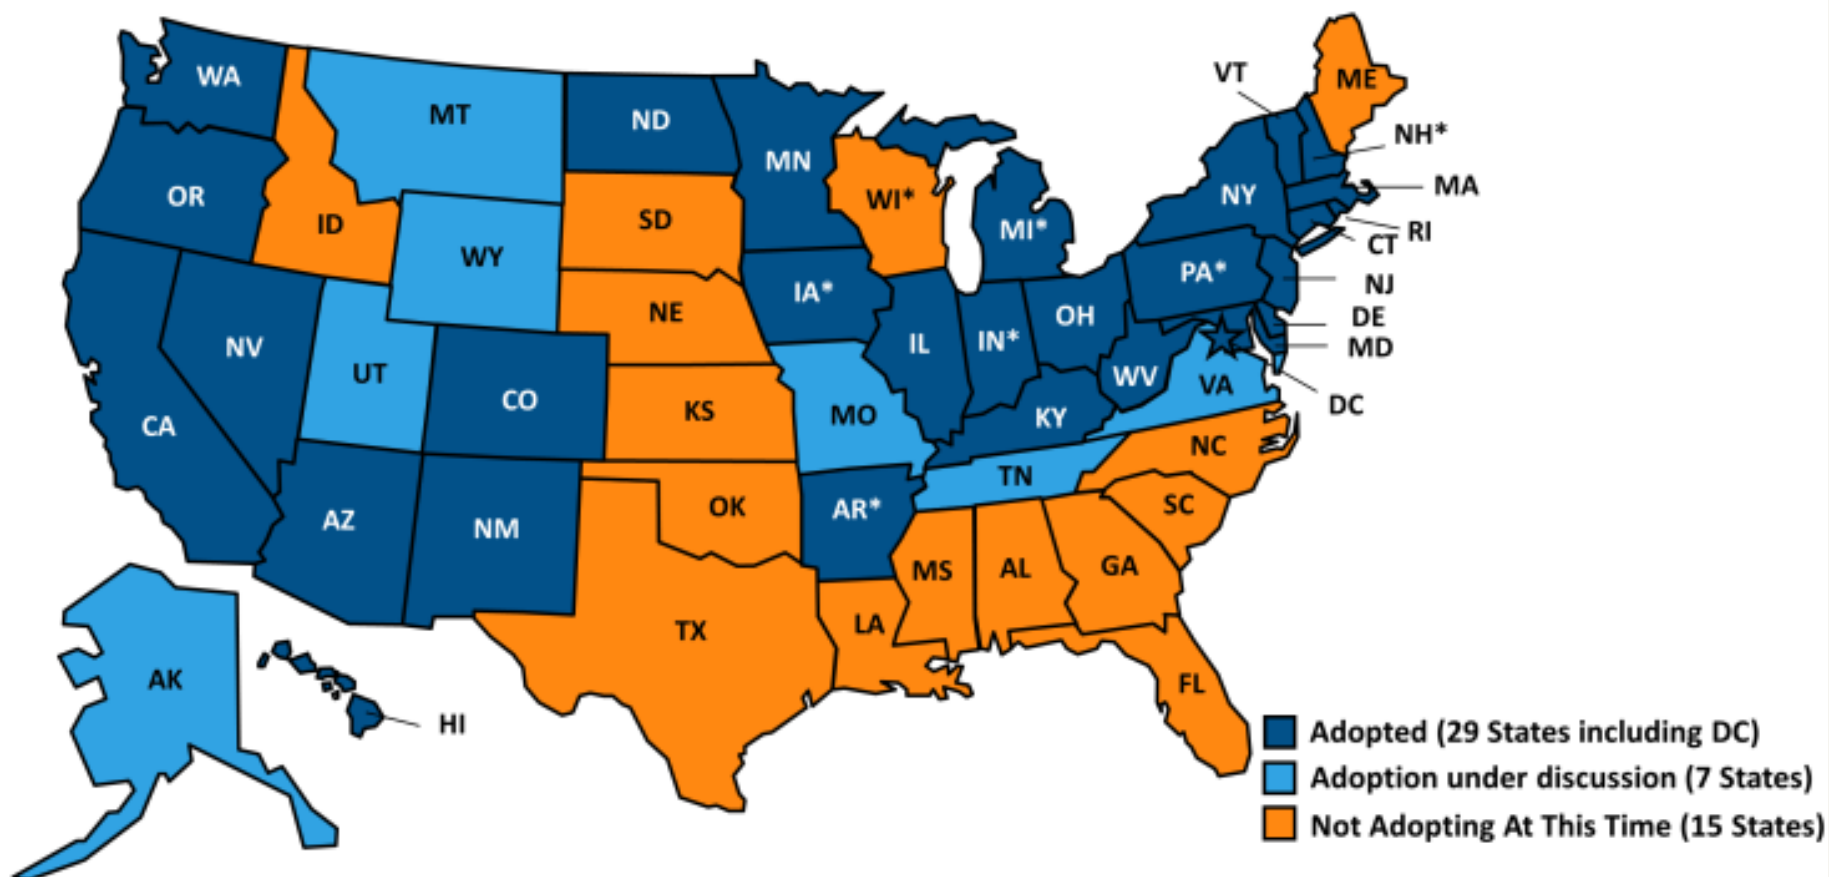 WA
MT
ND
MN
OR
ID
WY
SD
WI*
MI*
NY
VT
ME
NH*
MA
RI
CT
NJ
DE
MD
DC
PA*
NV
UT
CO
NE
IA*
IL
IN*
OH
WV
VA
CA
KS
MO
KY
NC
TN
SC
AZ
NM
OK
AR*
MS
AL
GA
TX
LA
FL
AK
HI
Adopted (29 States including DC)
Adoption under discussion (7 States)
Not Adopting At This Time (15 States)